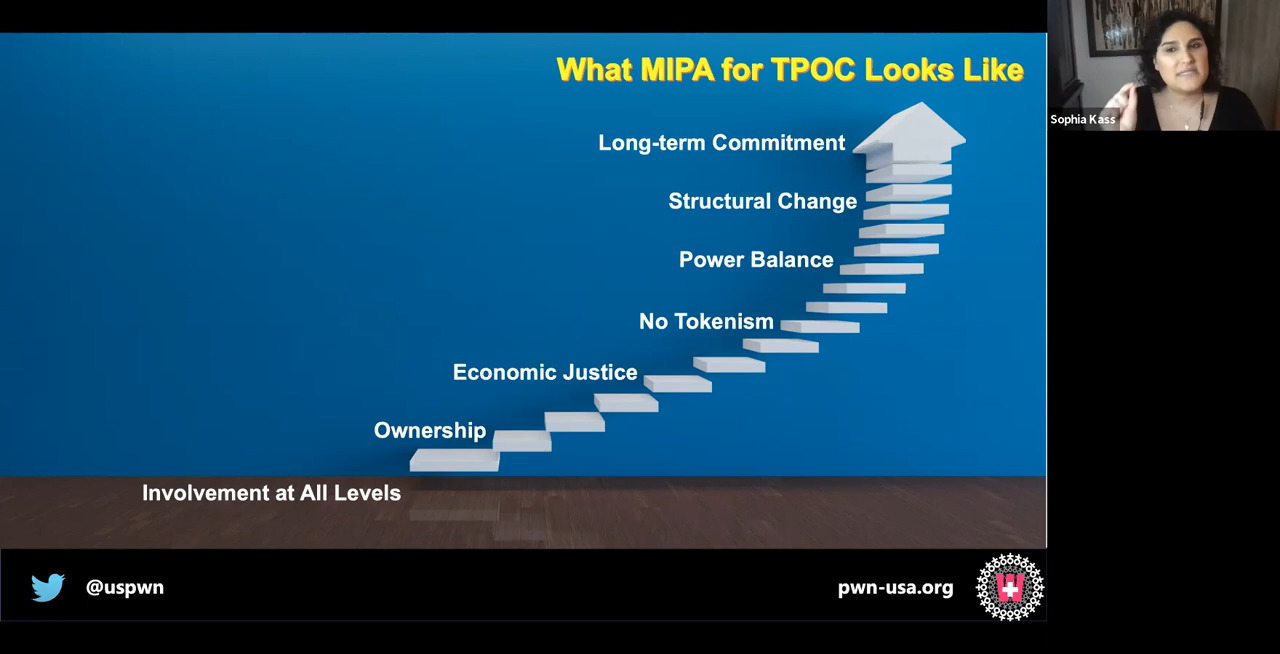 What MIPA for TPOC Looks Like
Sophia Kass
Long-term Commitment
Structural Change
Power Balance
No Tokenism
Economic Justice
Ownership
Involvement at All Levels
@uspwn
pwn-usa.org
W